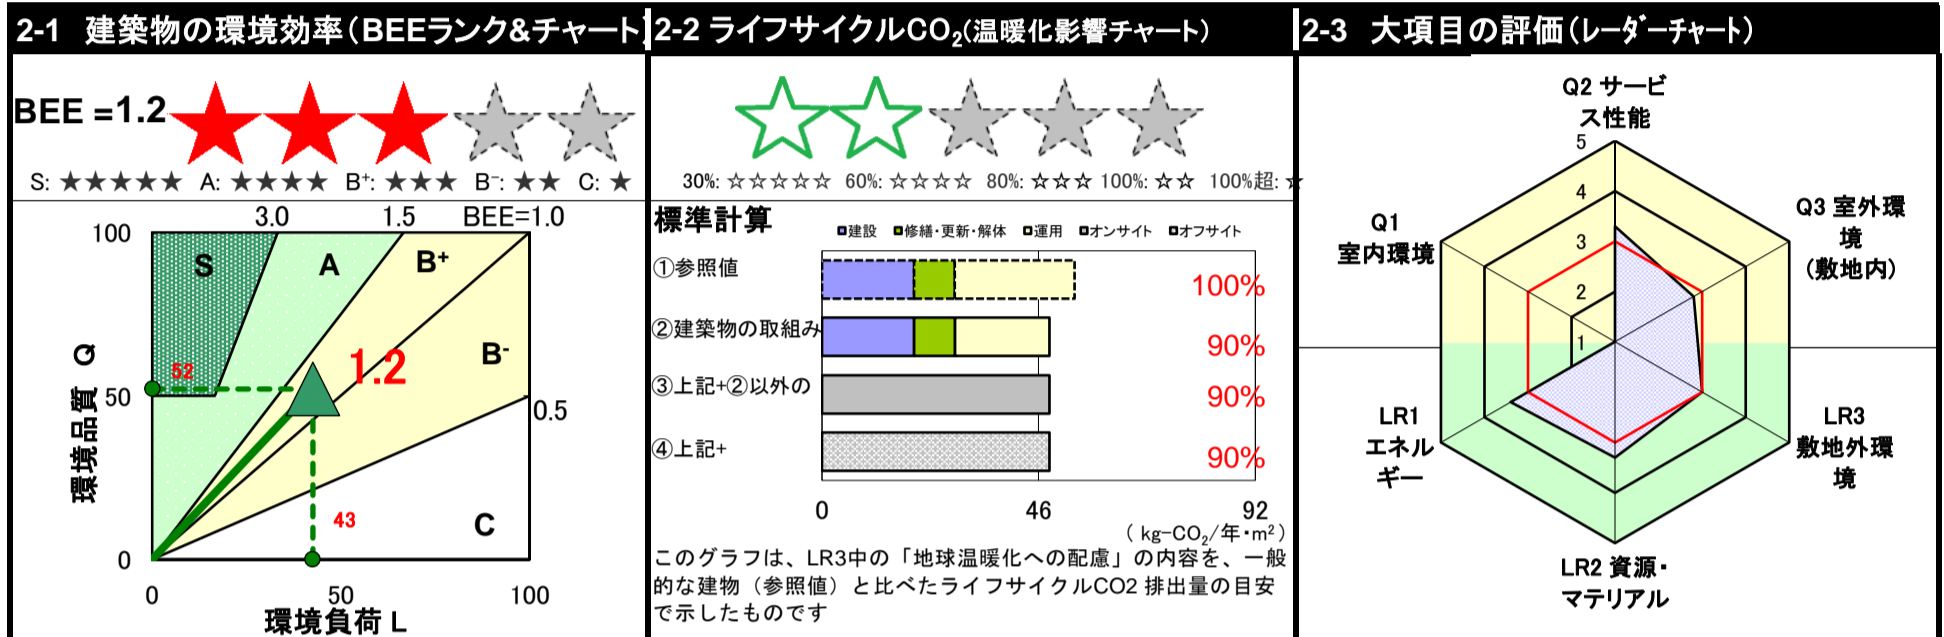 2-1 建築物の環境効率(BEEランク&チャート)
BEE =1.2
S: ★★★★★ A: ★★★★ B+: ★★★ B-: ★★ C: ★
3.0 1.5 BEE=1.0
100
S A B+
B-
C
52
1.2
50
0.5
43
0
0 50 100
環境品質 Q
環境負荷 L
2-2 ライフサイクルCO2(温暖化影響チャート)
30%: ☆☆☆☆☆ 60%: ☆☆☆☆ 80%: ☆☆☆ 100%: ☆☆ 100%超: ☆
標準計算
建設 修繕・更新・解体 運用 オンサイト オフサイト
①参照値 100%
②建築物の取組み 90%
③上記+②以外の 90%
④上記+ 90%
0 46 92
( kg-CO2/年・m2 )
このグラフは、LR3中の「地球温暖化への配慮」の内容を、一般
的な建物(参照値)と比べたライフサイクルCO2 排出量の目安
で示したものです
2-3 大項目の評価(レーダーチャート)
Q2 サービ
ス性能
5
4
3
2
1
Q1
室内環境
Q3 室外環
境
(敷地内)
LR1
エネル
ギー
LR3
敷地外環
境
LR2 資源・
マテリアル